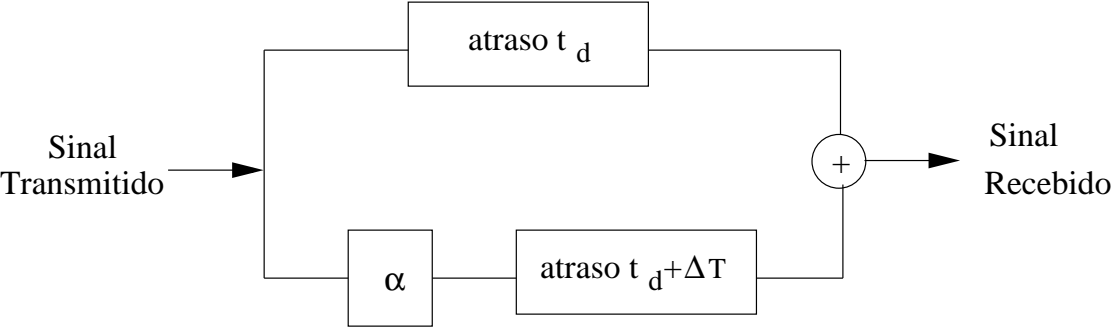 atraso t d
Sinal
Transmitido
+
Sinal
Recebido
α
atraso t d+ΔT